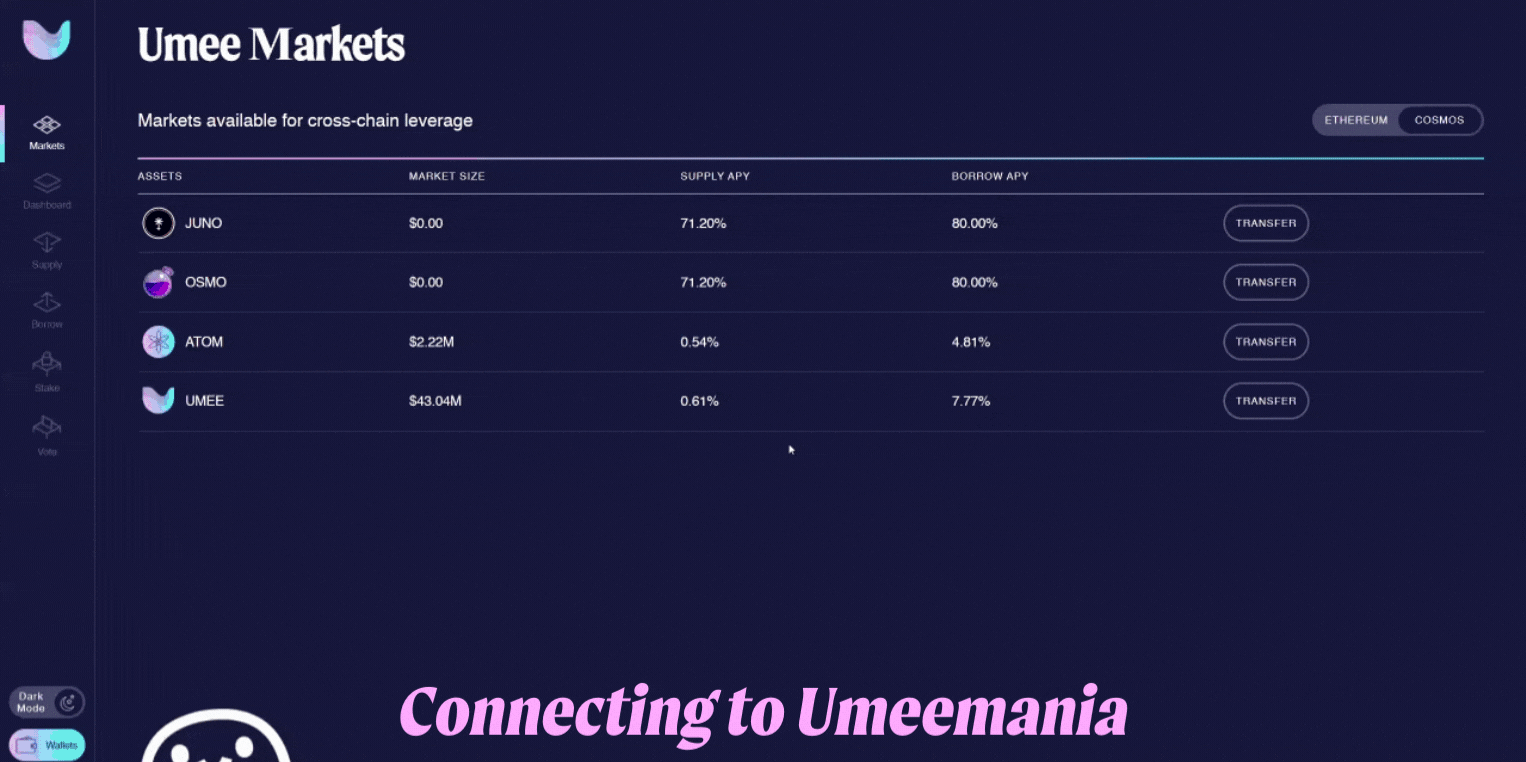 Umee Markets
Markets available for cross-chain leverage
ETHEREUM COSMOS
ASSETS MARKET SIZE SUPPLY APY BORROW APY
JUNO $0.00 71.20% 80.00% TRANSFER
OSMO $0.00 71.20% 80.00% TRANSFER
ATOM $2.22M 0.54% 4.81% TRANSFER
UMEE $43.04M 0.61% 7.77% TRANSFER
Markets
Dashboard
Supply
Borrow
Stake
Vote
Dark
Mode
Wallets
Connecting to Umeemania